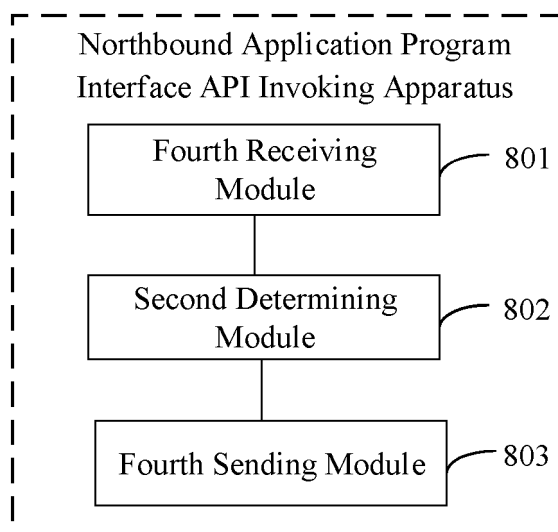 Northbound Application Program
Interface API Invoking Apparatus
Fourth Receiving
Module
801
Second Determining
Module
802
Fourth Sending Module
803